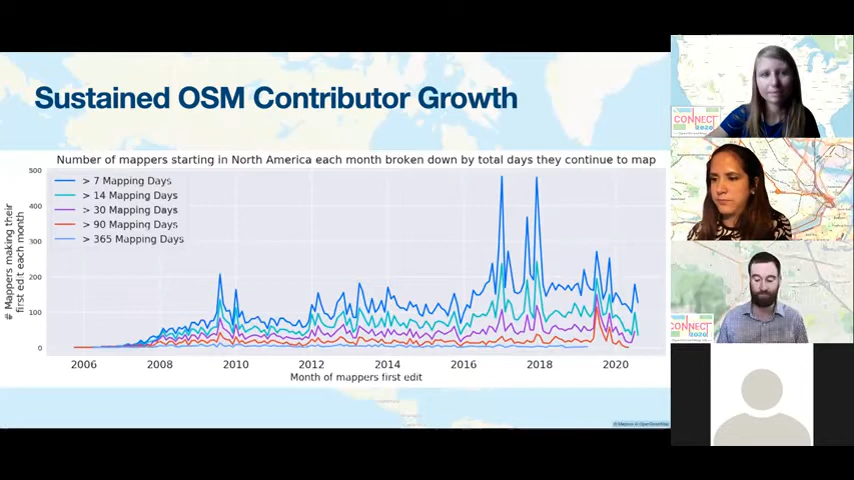 Sustained OSM Contributor Growth
Number of mappers starting in North America each month broken down by total days they continue to map
# Mappers making their
first edit each month
500
400
300
200
100
0
> 7 Mapping Days
> 14 Mapping Days
> 30 Mapping Days
> 90 Mapping Days
> 365 Mapping Days
2006 2008 2010 2012 2014 2016 2018 2020
Month of mappers first edit
CONNECT
2020
CONNECT
2020